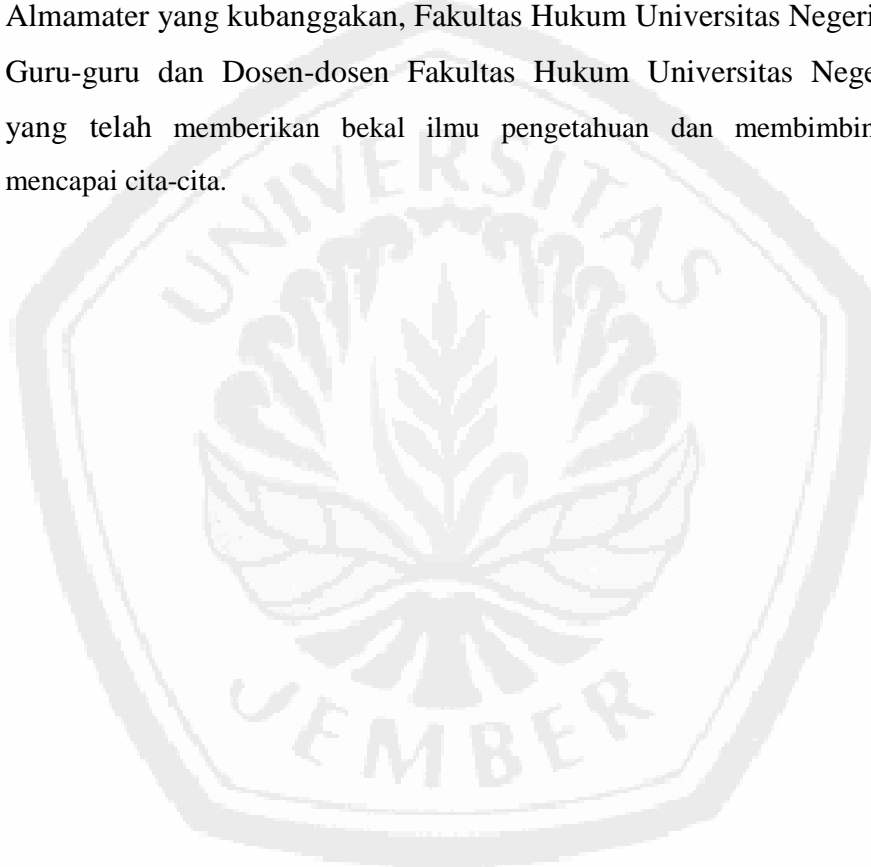 Almamater yang kubanggakan, Fakultas Hukum Universitas Negeri
Guru-guru dan Dosen-dosen Fakultas Hukum Universitas Nege
yang telah memberikan bekal ilmu pengetahuan dan membimbin
mencapai cita-cita.
UNIVERSITAS
JEMBER